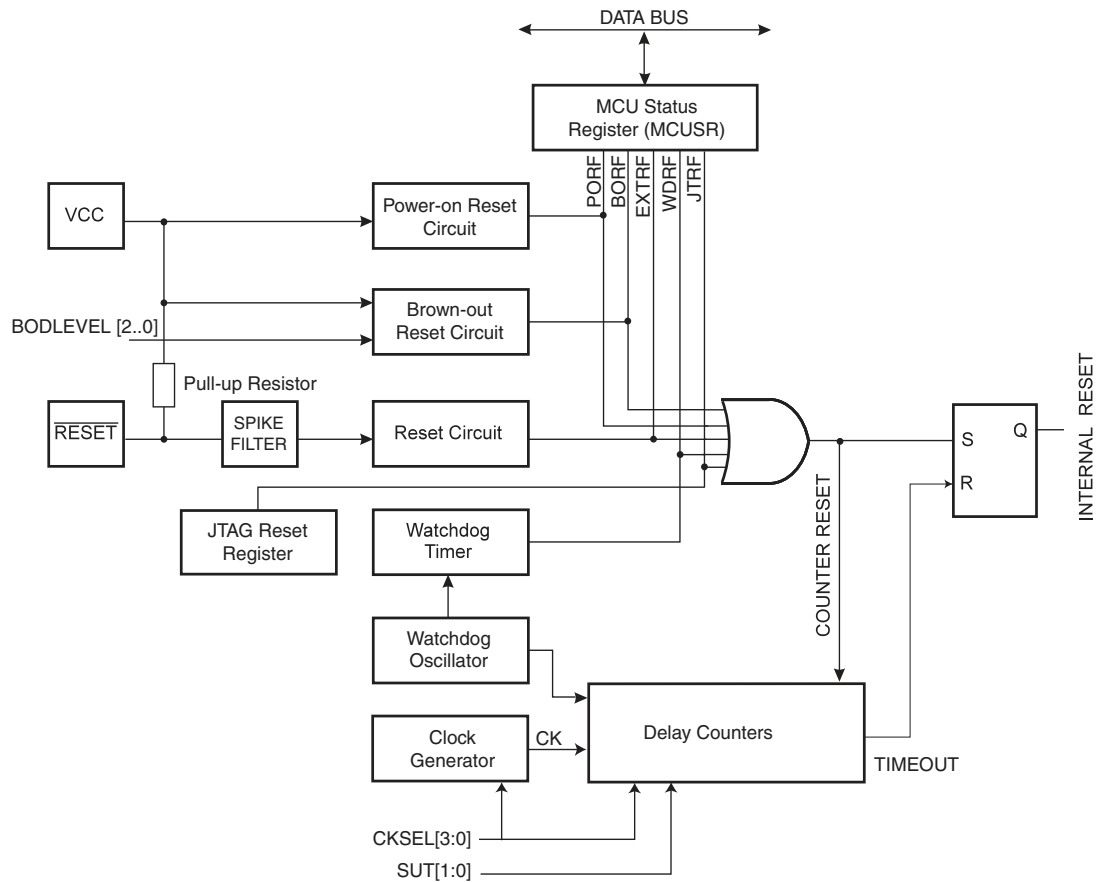 DATA BUS
MCU Status
Register (MCUSR)
PORF
BORF
EXTRF
WDRF
JTRF
VCC
Power-on Reset
Circuit
BODLEVEL [2..0]
Brown-out
Reset Circuit
Pull-up Resistor
RESET
SPIKE
FILTER
Reset Circuit
S
Q
R
INTERNAL RESET
JTAG Reset
Register
Watchdog
Timer
COUNTER RESET
Watchdog
Oscillator
Clock
Generator
CK
Delay Counters
TIMEOUT
CKSEL[3:0]
SUT[1:0]